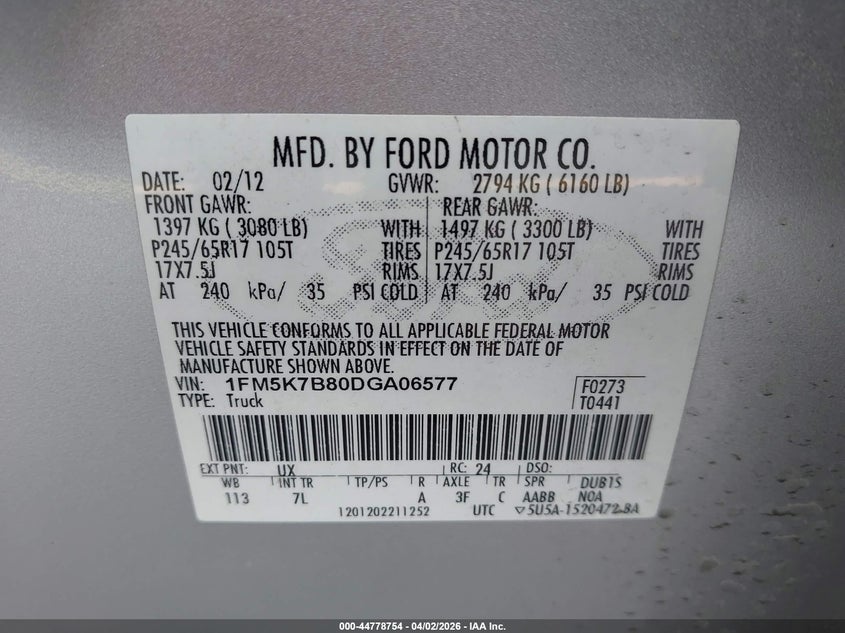 MFD. BY FORD MOTOR CO.
DATE: 02/12 GVWR: 2794 KG ( 6160 LB)
FRONT GAWR: REAR GAWR:
1397 KG ( 3080 LB) WITH 1497 KG ( 3300 LB) WITH
P245/65R17 105T TIRES P245/65R17 105T TIRES
17X7.5J RIMS 17X7.5J RIMS
AT 240 kPa/ 35 PSI COLD AT 240 kPa/ 35 PSI COLD
THIS VEHICLE CONFORMS TO ALL APPLICABLE FEDERAL MOTOR
VEHICLE SAFETY STANDARDS IN EFFECT ON THE DATE OF
MANUFACTURE SHOWN ABOVE.
VIN: 1FM5K7B80DGA06577 F0273
TYPE: Truck T0441
EXT PNT: UX RC: 24 DSO:
WB INT TR TP/PS R AXLE TR SPR DUB1S
113 7L A 3F C AABB NOA
1201202211252 UTC ▽5U5A-1520472-BA
000-44778754 - 04/02/2026 - IAA Inc.